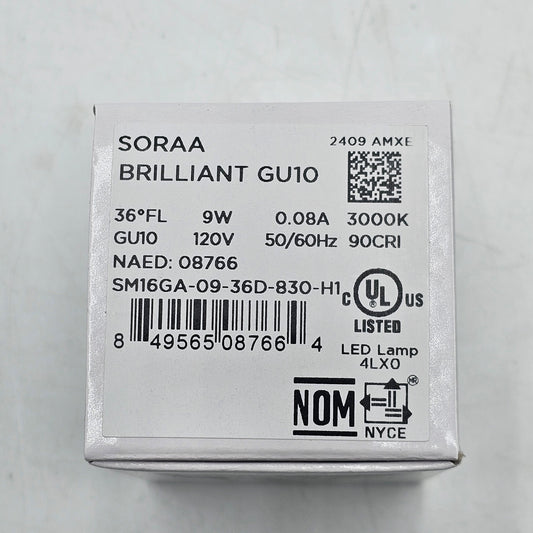 SORAA
2409 AMXE
BRILLIANT GU10
36°FL 9W 0.08A 3000K
GU10 120V 50/60Hz 90CRI
NAED: 08766
SM16GA-09-36D-830-H1
C UL US
LISTED
8 49565 08766 4
LED Lamp
4LX0
NOM
MR
NYCE